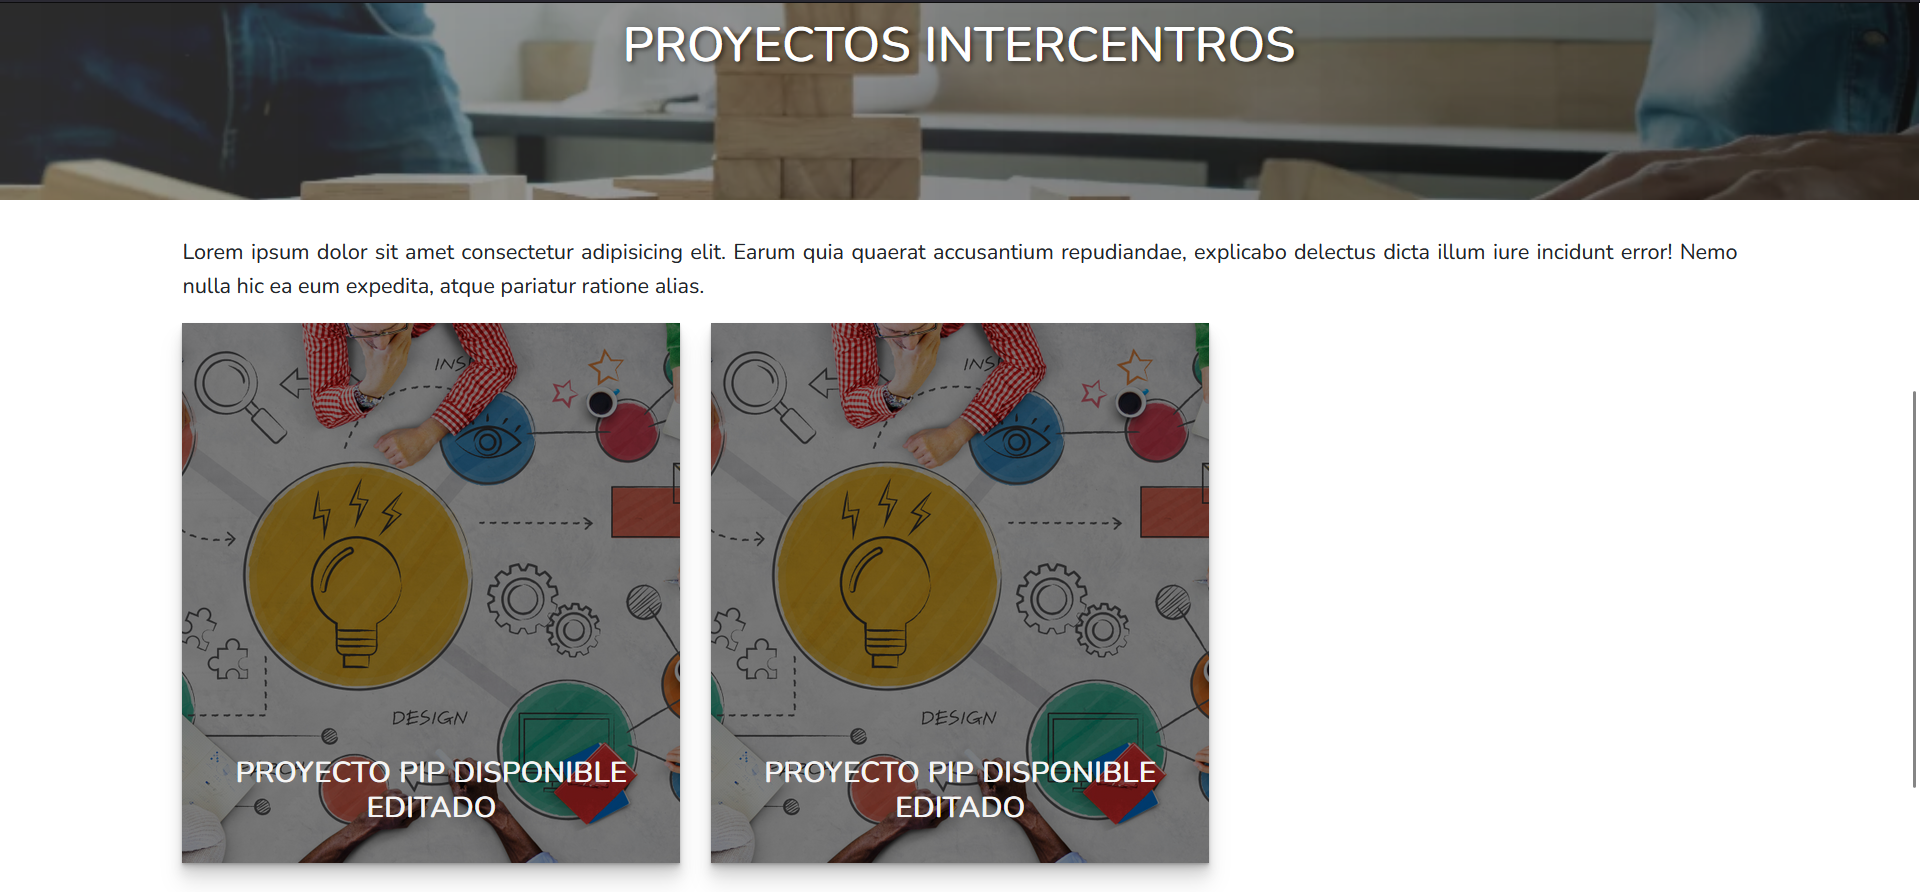 PROYECTOS INTERCENTROS
Lorem ipsum dolor sit amet consectetur adipisicing elit. Earum quia quaerat accusantium repudiandae, explicabo delectus dicta illum iure incidunt error! Nemo
nulla hic ea eum expedita, atque pariatur ratione alias.
DESIGN
DESIGN
PROYECTO PIP DISPONIBLE
EDITADO
PROYECTO PIP DISPONIBLE
EDITADO